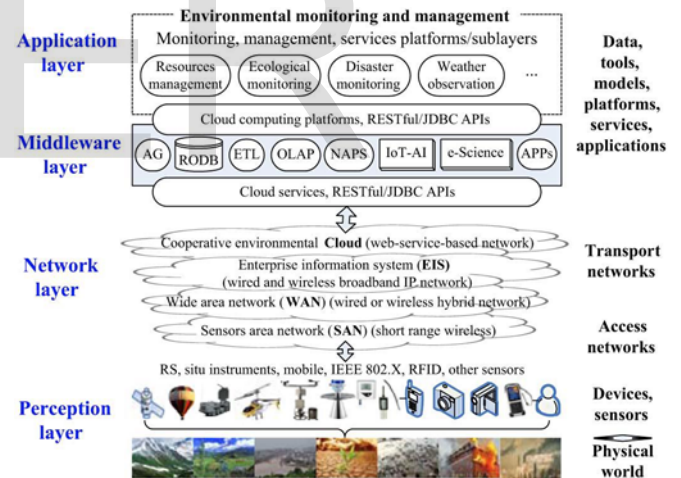 Environmental monitoring and management
Application
layer
Monitoring, management, services platforms/sublayers
Resources
management
Ecological
monitoring
Disaster
monitoring
Weather
observation
...
Data,
tools,
models,
platforms,
services,
applications
Cloud computing platforms, RESTful/JDBC APIs
Middleware
layer
AG
RODB
ETL
OLAP
NAPS
IoT-AI
e-Science
APPs
Cloud services, RESTful/JDBC APIs
Network
layer
Cooperative environmental Cloud (web-service-based network)
Enterprise information system (EIS)
(wired and wireless broadband IP network)
Wide area network (WAN) (wired or wireless hybrid network)
Sensors area network (SAN) (short range wireless)
Transport
networks
Access
networks
RS, situ instruments, mobile, IEEE 802.X, RFID, other sensors
Perception
layer
Devices,
sensors
Physical
world